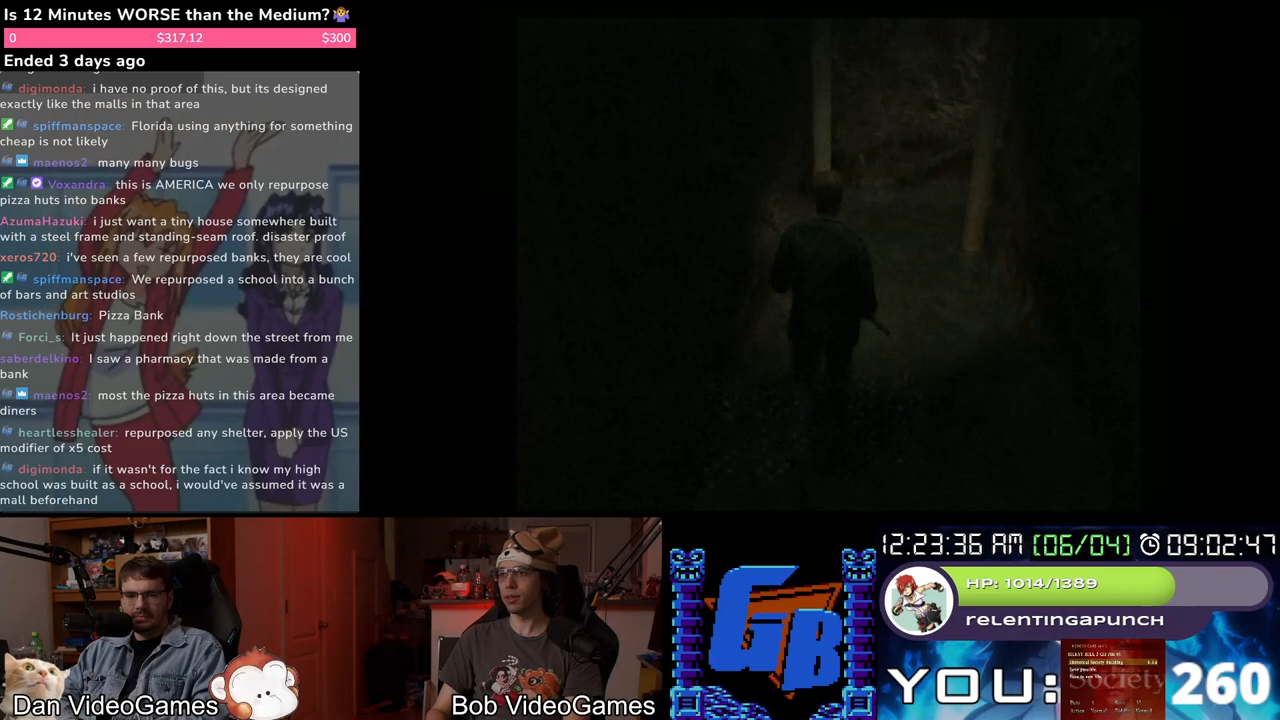 Is 12 Minutes WORSE than the Medium?🤷
0 $317.12 $300
Ended 3 days ago
digimonda: i have no proof of this, but its designed
exactly like the malls in that area
spiffmanspace: Florida using anything for something
cheap is not likely
maenos2: many many bugs
Voxandra: this is AMERICA we only repurpose
pizza huts into banks
AzumaHazuki: i just want a tiny house somewhere built
with a steel frame and standing-seam roof. disaster proof
xeros720: i've seen a few repurposed banks, they are cool
spiffmanspace: We repurposed a school into a bunch
of bars and art studios
Rostichenburg: Pizza Bank
Forci_s: It just happened right down the street from me
saberdelkino: I saw a pharmacy that was made from a
bank
maenos2: most the pizza huts in this area became
diners
heartlesshealer: repurposed any shelter, apply the US
modifier of x5 cost
digimonda: if it wasn't for the fact i know my high
school was built as a school, i would've assumed it was a
mall beforehand
Dan VideoGames
Bob VideoGames
GB
12:23:36 AM [06/04] 09:02:47
HP: 1014/1389
RELENTINGAPUNCH
YOU:
Historical Society Building
Society
260